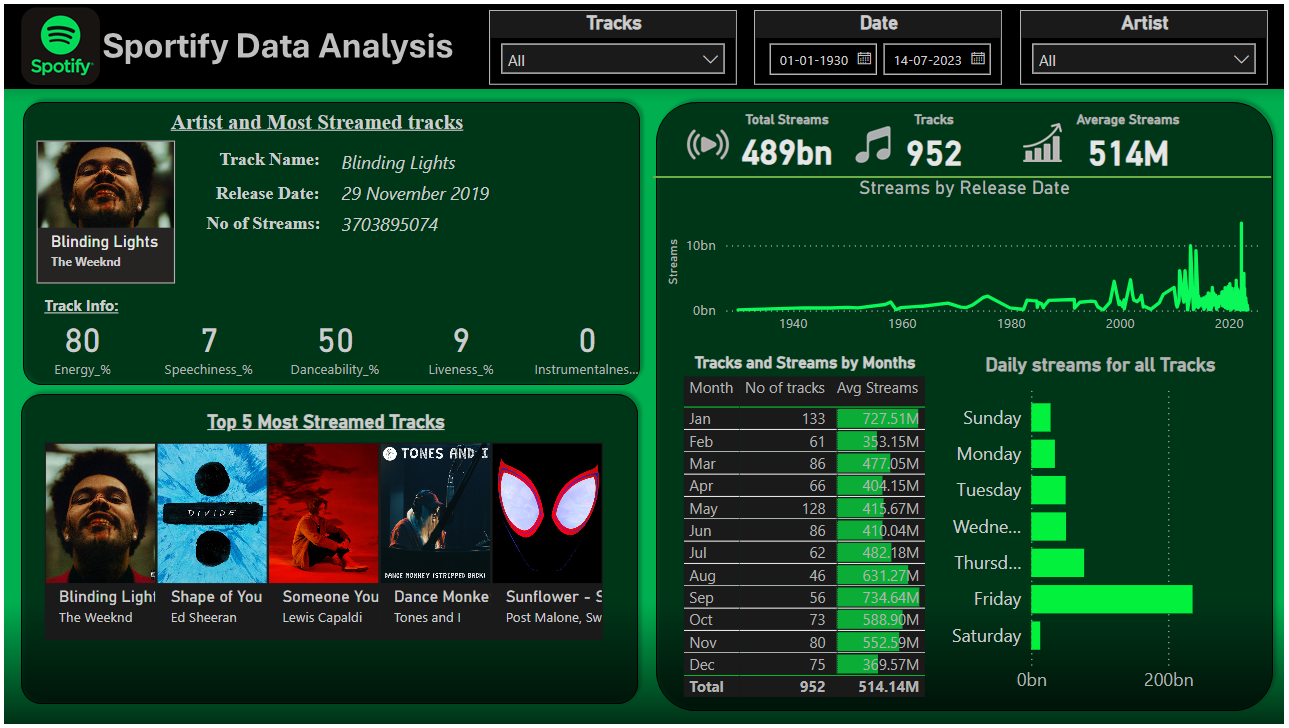 Spotify
Sportify Data Analysis
Tracks
All
Date
01-01-1930 14-07-2023
Artist
All
Artist and Most Streamed tracks
Blinding Lights
The Weeknd
Track Name: Blinding Lights
Release Date: 29 November 2019
No of Streams: 3703895074
Track Info:
80 7 50 9 0
Energy_% Speechiness_% Danceability_% Liveness_% Instrumentalnes...
Top 5 Most Streamed Tracks
DIVIDE
TONES AND I
DANCE MONKEY (STRIPPED BACK)
Blinding Light Shape of You Someone You Dance Monke Sunflower - S
The Weeknd Ed Sheeran Lewis Capaldi Tones and I Post Malone, Sw
Total Streams Tracks Average Streams
489bn 952 514M
Streams by Release Date
Streams
10bn
0bn
1940 1960 1980 2000 2020
Tracks and Streams by Months
Month No of tracks Avg Streams
Jan 133 727.51M
Feb 61 353.15M
Mar 86 477.05M
Apr 66 404.15M
May 128 415.67M
Jun 86 410.04M
Jul 62 482.18M
Aug 46 631.27M
Sep 56 734.64M
Oct 73 588.90M
Nov 80 552.59M
Dec 75 369.57M
Total 952 514.14M
Daily streams for all Tracks
Sunday
Monday
Tuesday
Wedne...
Thursd...
Friday
Saturday
0bn 200bn